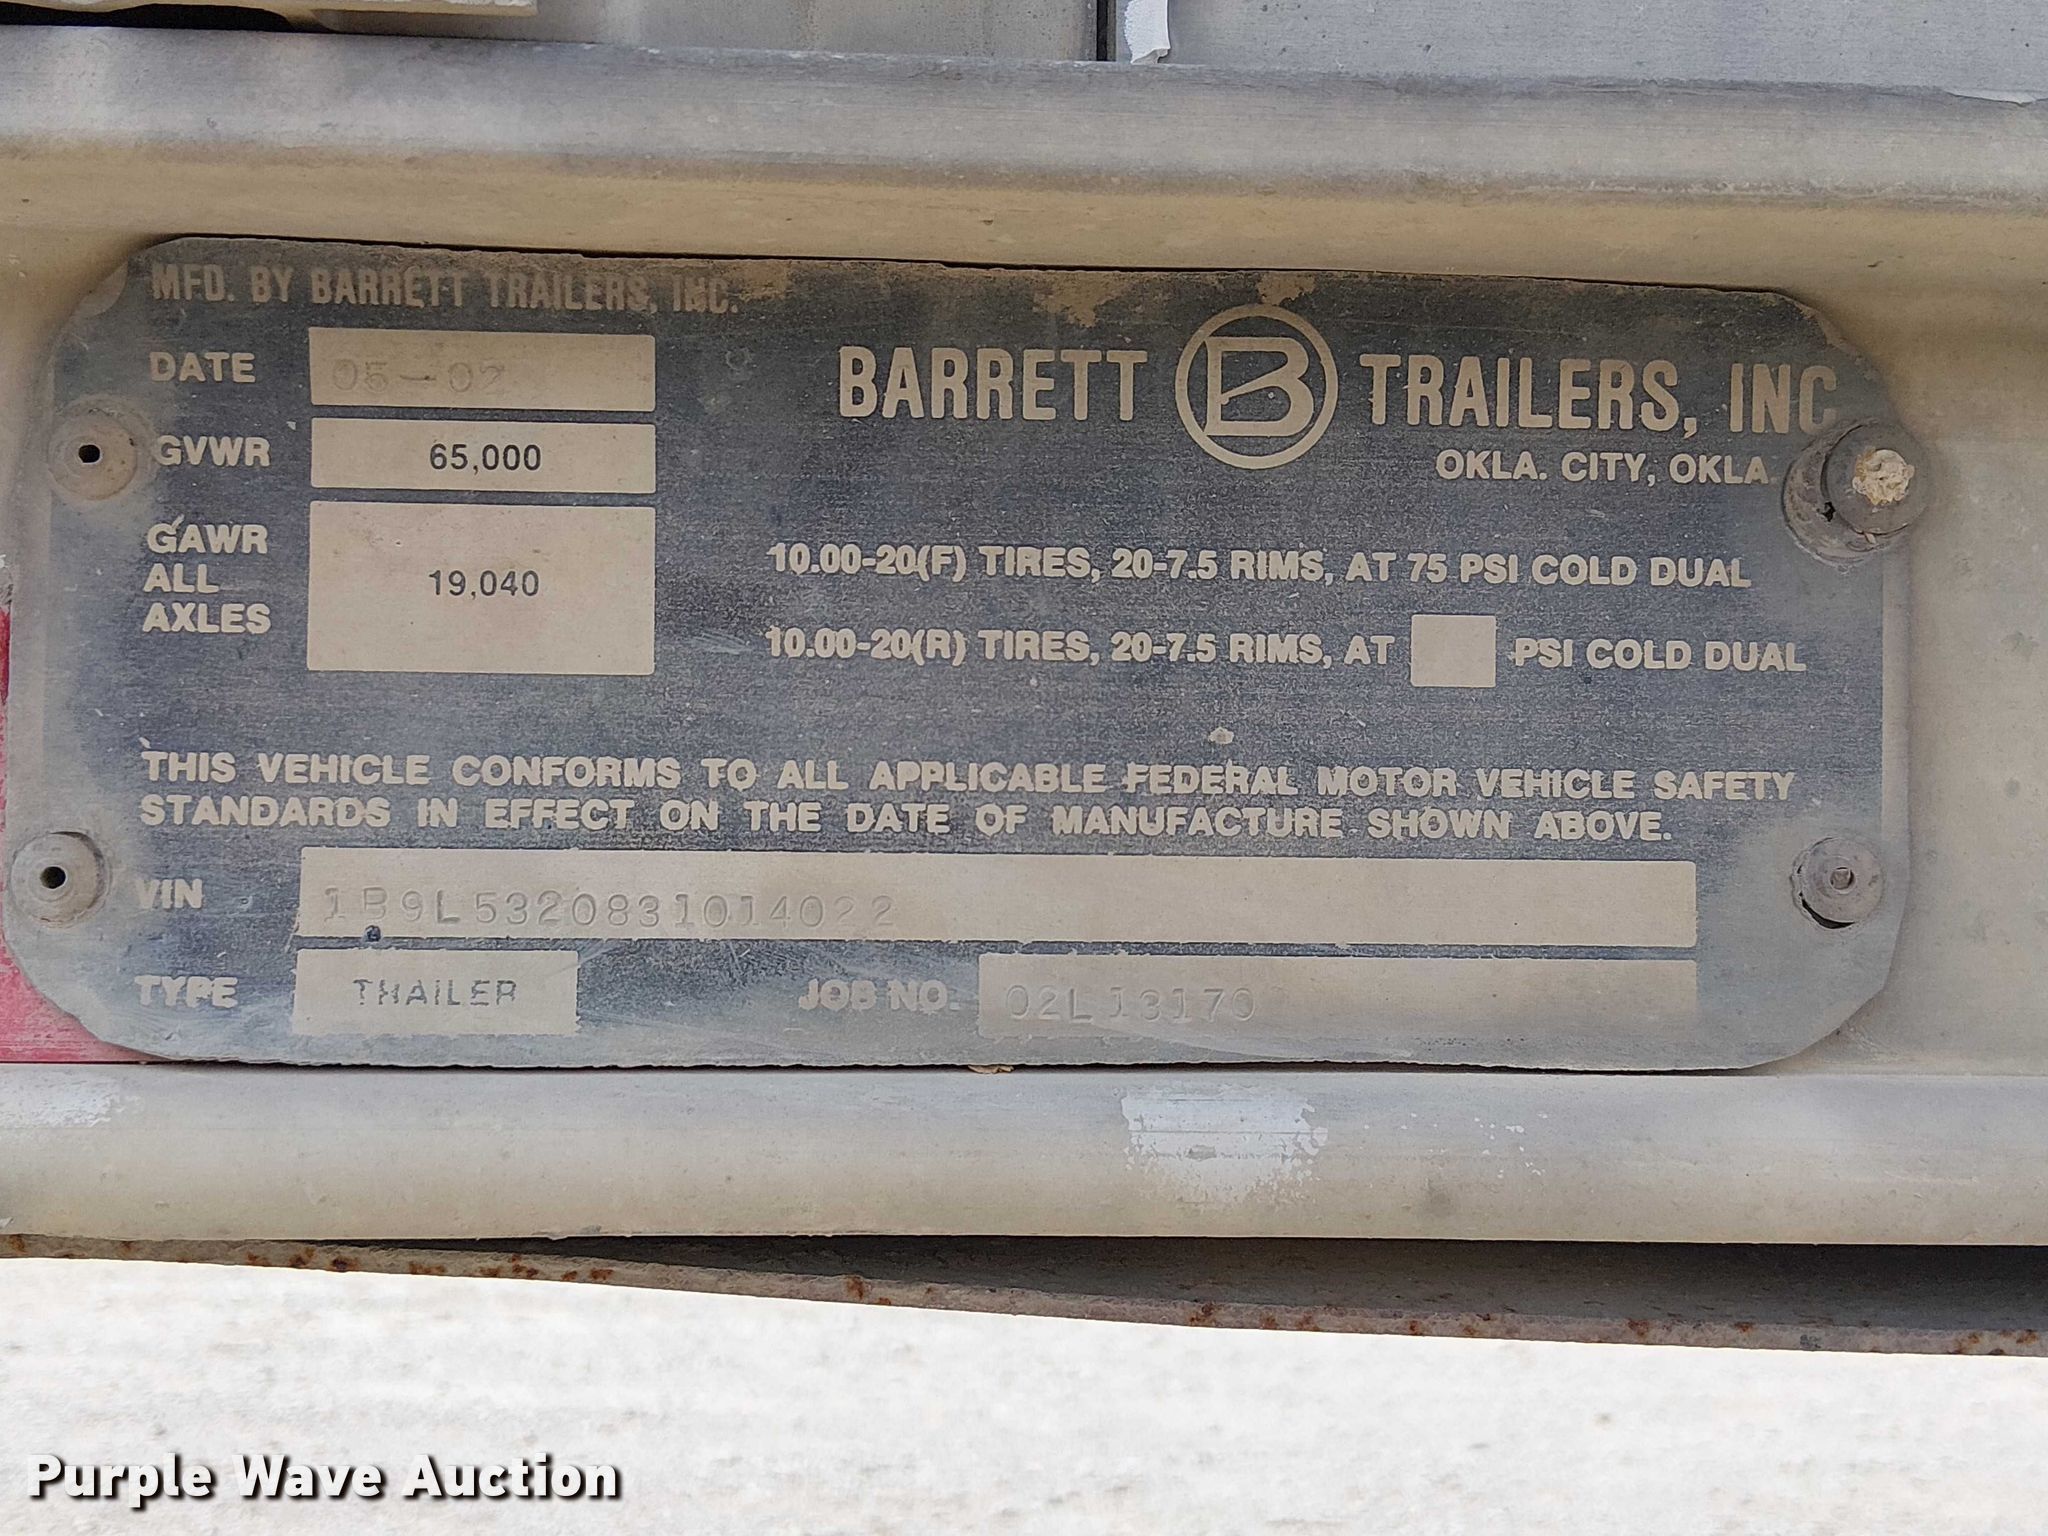 MFD. BY BARRETT TRAILERS, INC.
DATE 05-02
GVWR 65,000
GAWR
ALL
AXLES
19,040
BARRETT B TRAILERS, INC
OKLA. CITY, OKLA.
10.00-20(F) TIRES, 20-7.5 RIMS, AT 75 PSI COLD DUAL
10.00-20(R) TIRES, 20-7.5 RIMS, AT PSI COLD DUAL
THIS VEHICLE CONFORMS TO ALL APPLICABLE FEDERAL MOTOR VEHICLE SAFETY
STANDARDS IN EFFECT ON THE DATE OF MANUFACTURE SHOWN ABOVE.
VIN 1B9L5320831014022
TYPE TRAILER JOB NO. 02L13170
Purple Wave Auction